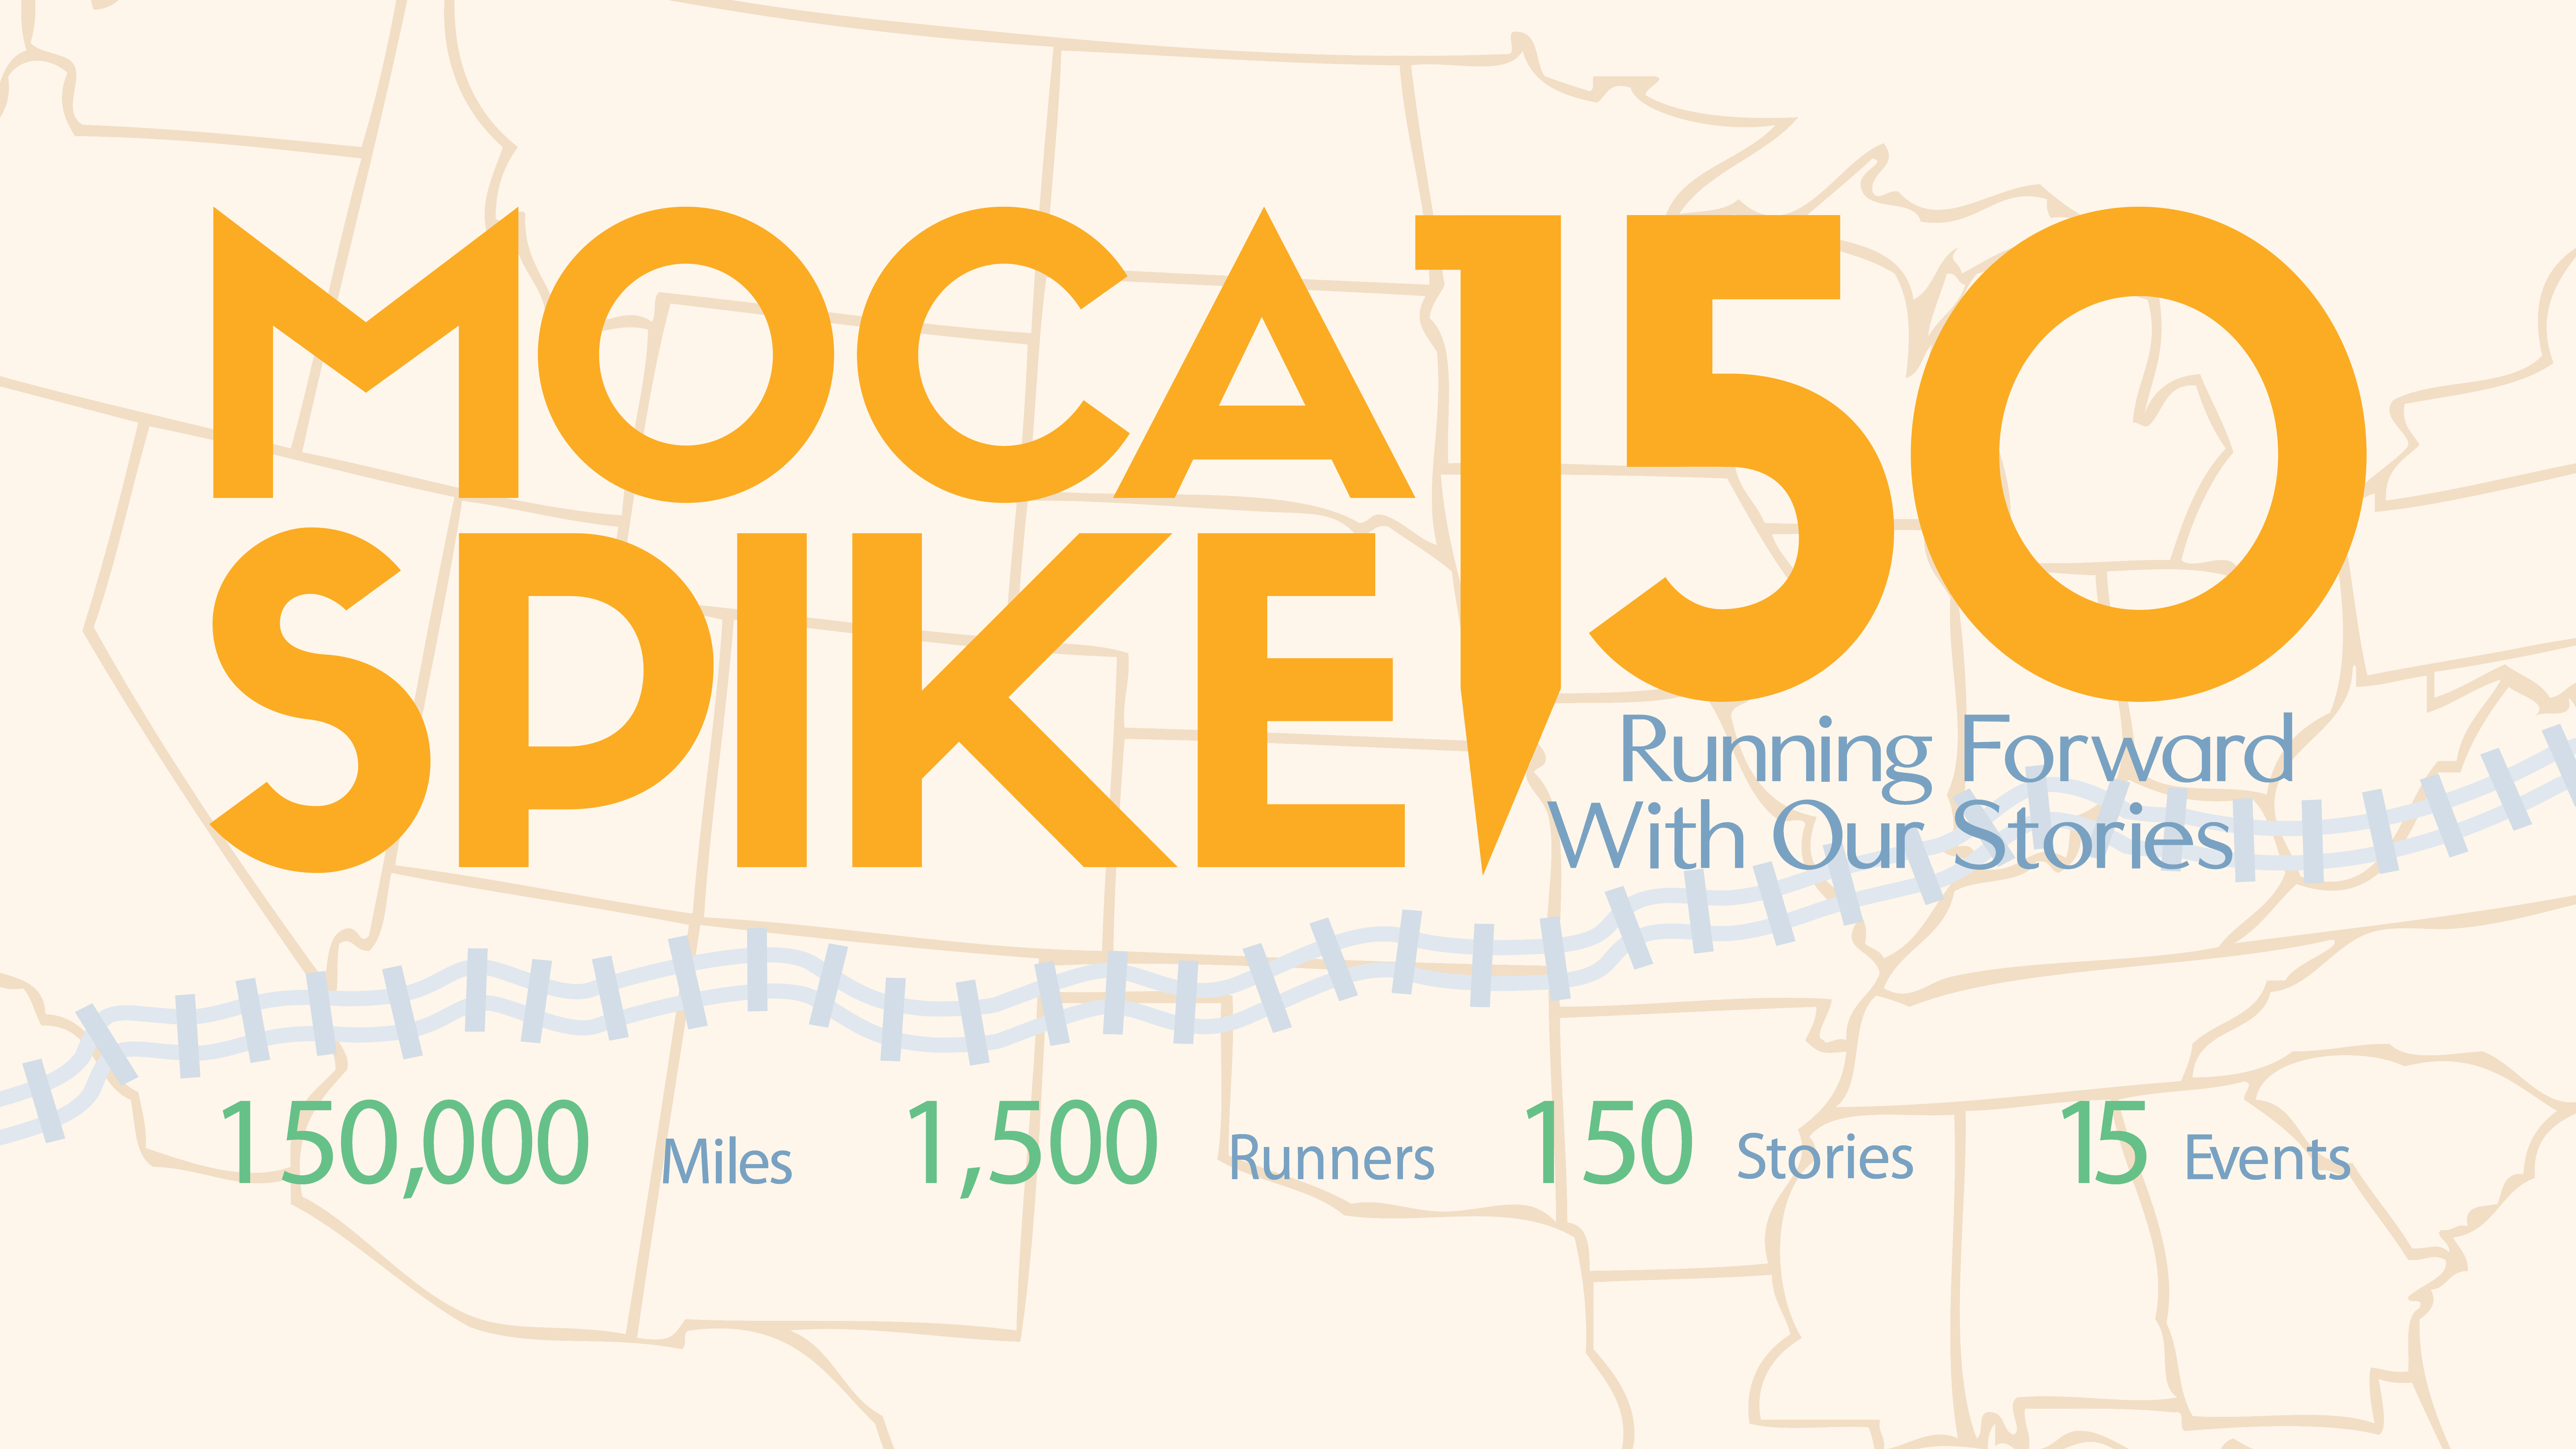 MOCA
SPIKE 150
Running Forward
With Our Stories
150,000 Miles 1,500 Runners 150 Stories 15 Events